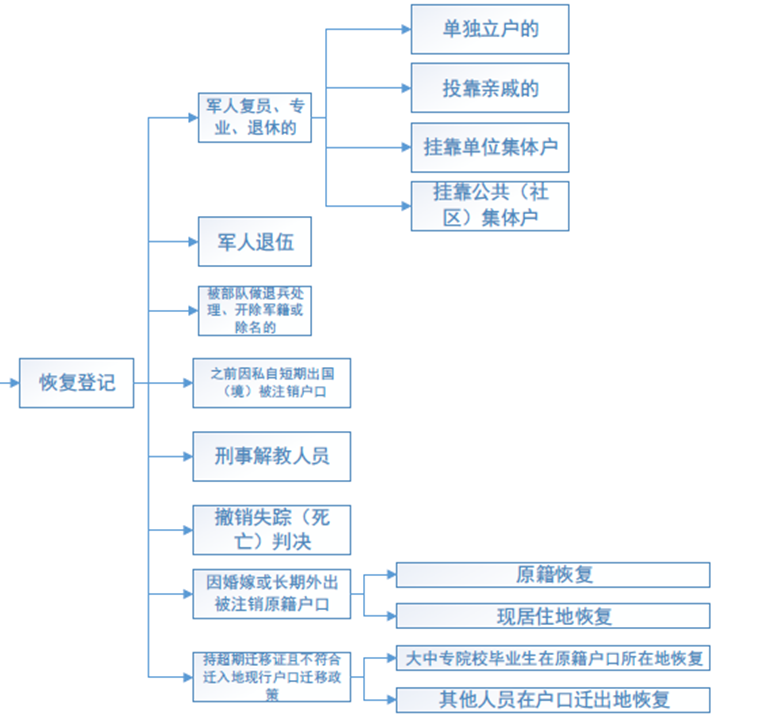 恢复登记
军人复员、专
业、退休的
单独立户的
投靠亲戚的
挂靠单位集体户
挂靠公共（社
区）集体户
军人退伍
被部队做退兵处
理、开除军籍或
除名的
之前因私自短期出国
（境）被注销户口
刑事解教人员
撤销失踪（死
亡）判决
因婚嫁或长期外出
被注销原籍户口
原籍恢复
现居住地恢复
持超期迁移证且不符合
迁入地现行户口迁移政
策
大中专院校毕业生在原籍户口所在地恢复
其他人员在户口迁出地恢复